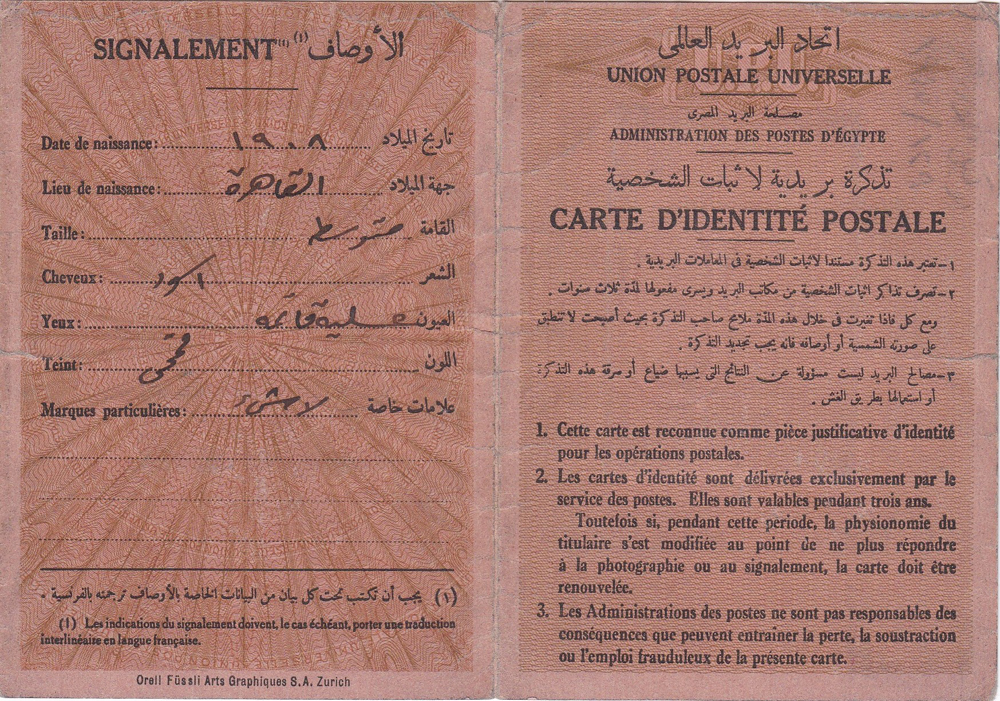 SIGNALEMENT(1) الأوصاف (١)
Date de naissance: ١٩٠٨ تاريخ الميلاد
Lieu de naissance: القاهرة جهة الميلاد
Taille: متوسط القامة
Cheveux: اسود الشعر
Yeux: عسلية العيون
Teint: قمحى اللون
Marques particulières: لا شىء علامات خاصة
(١) يجب أن تكتب تحت كل بيان من البيانات الخاصة بالأوصاف ترجمته بالفرنسية .
(1) Les indications du signalement doivent, le cas échéant, porter une traduction
interlinéaire en langue française.
Orell Füssli Arts Graphiques S.A. Zurich
اتحاد البريد العالمى
UNION POSTALE UNIVERSELLE
مصلحة البريد المصرى
ADMINISTRATION DES POSTES D'ÉGYPTE
تذكرة بريدية لاثبات الشخصية
CARTE D'IDENTITÉ POSTALE
١ – تعتبر هذه التذكرة مستندا لاثبات الشخصية فى المعاملات البريدية .
٢ – تصرف تذاكر اثبات الشخصية من مكاتب البريد ويسرى مفعولها لمدة ثلاث سنوات .
ومع كل فاذا تغيرت فى خلال هذه المدة ملامح صاحب التذكرة بحيث أصبحت لا تنطبق
على صورته الشمسية أو أوصافه فانه يجب تجديد التذكرة .
٣ – مصالح البريد ليست مسؤولة عن النتائج التى يسببها ضياع أو سرقة هذه التذكرة
أو استعمالها بطريق الغش .
1. Cette carte est reconnue comme pièce justificative d'identité
pour les opérations postales.
2. Les cartes d'identité sont délivrées exclusivement par le
service des postes. Elles sont valables pendant trois ans.
Toutefois si, pendant cette periode, la physionomie du
titulaire s'est modifiée au point de ne plus répondre
à la photographie ou au signalement, la carte doit être
renouvelée.
3. Les Administrations des postes ne sont pas responsables des
conséquences que peuvent entraîner la perte, la soustraction
ou l'emploi frauduleux de la présente carte.